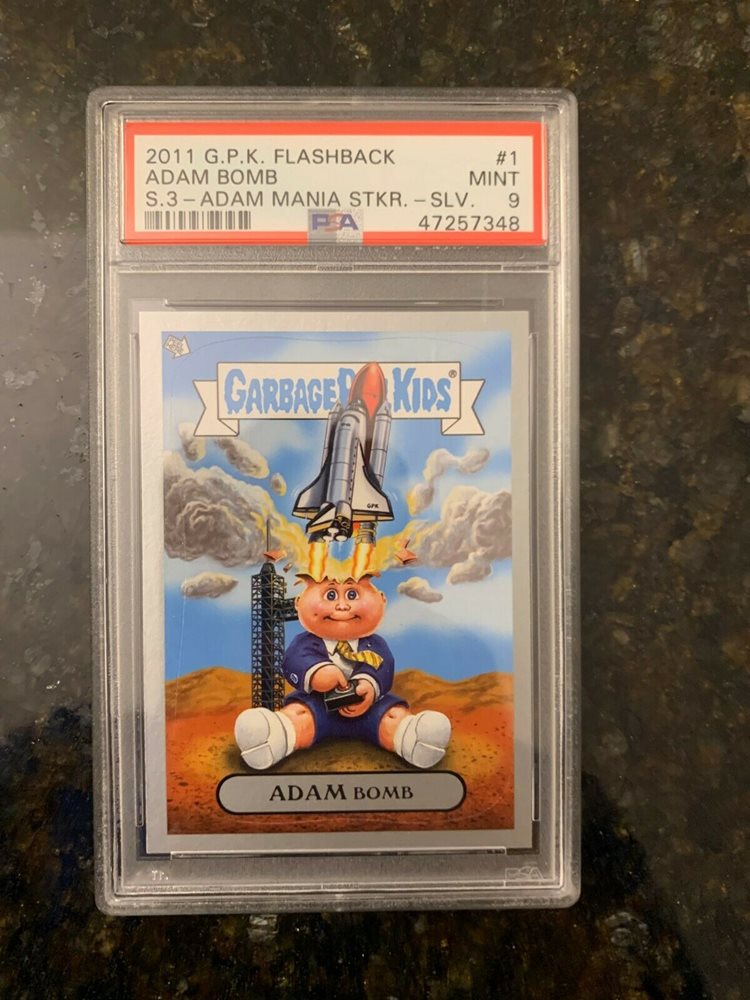 2011 G.P.K. FLASHBACK #1
ADAM BOMB MINT
S.3-ADAM MANIA STKR.-SLV. 9
PSA 47257348
GARBAGE KIDS®
GPK
ADAM BOMB
PSA